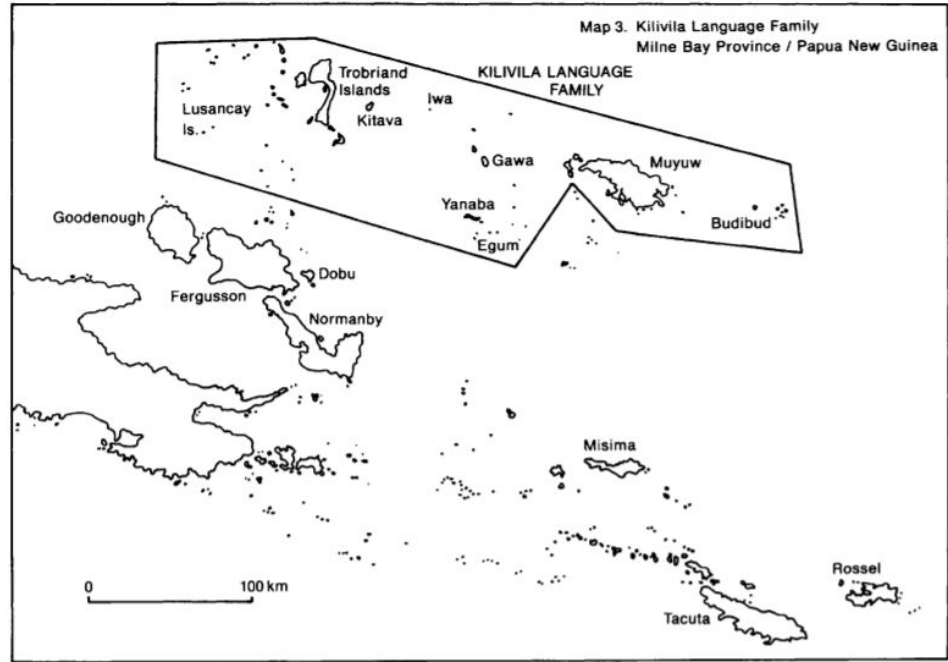 Map 3. Kilivila Language Family
Milne Bay Province / Papua New Guinea
KILIVILA LANGUAGE
FAMILY
Trobriand
Islands
Iwa
Lusancay
Is.
Kitava
Gawa
Muyuw
Yanaba
Budibud
Goodenough
Egum
Dobu
Fergusson
Normanby
Misima
0 100 km
Rossel
Tacuta